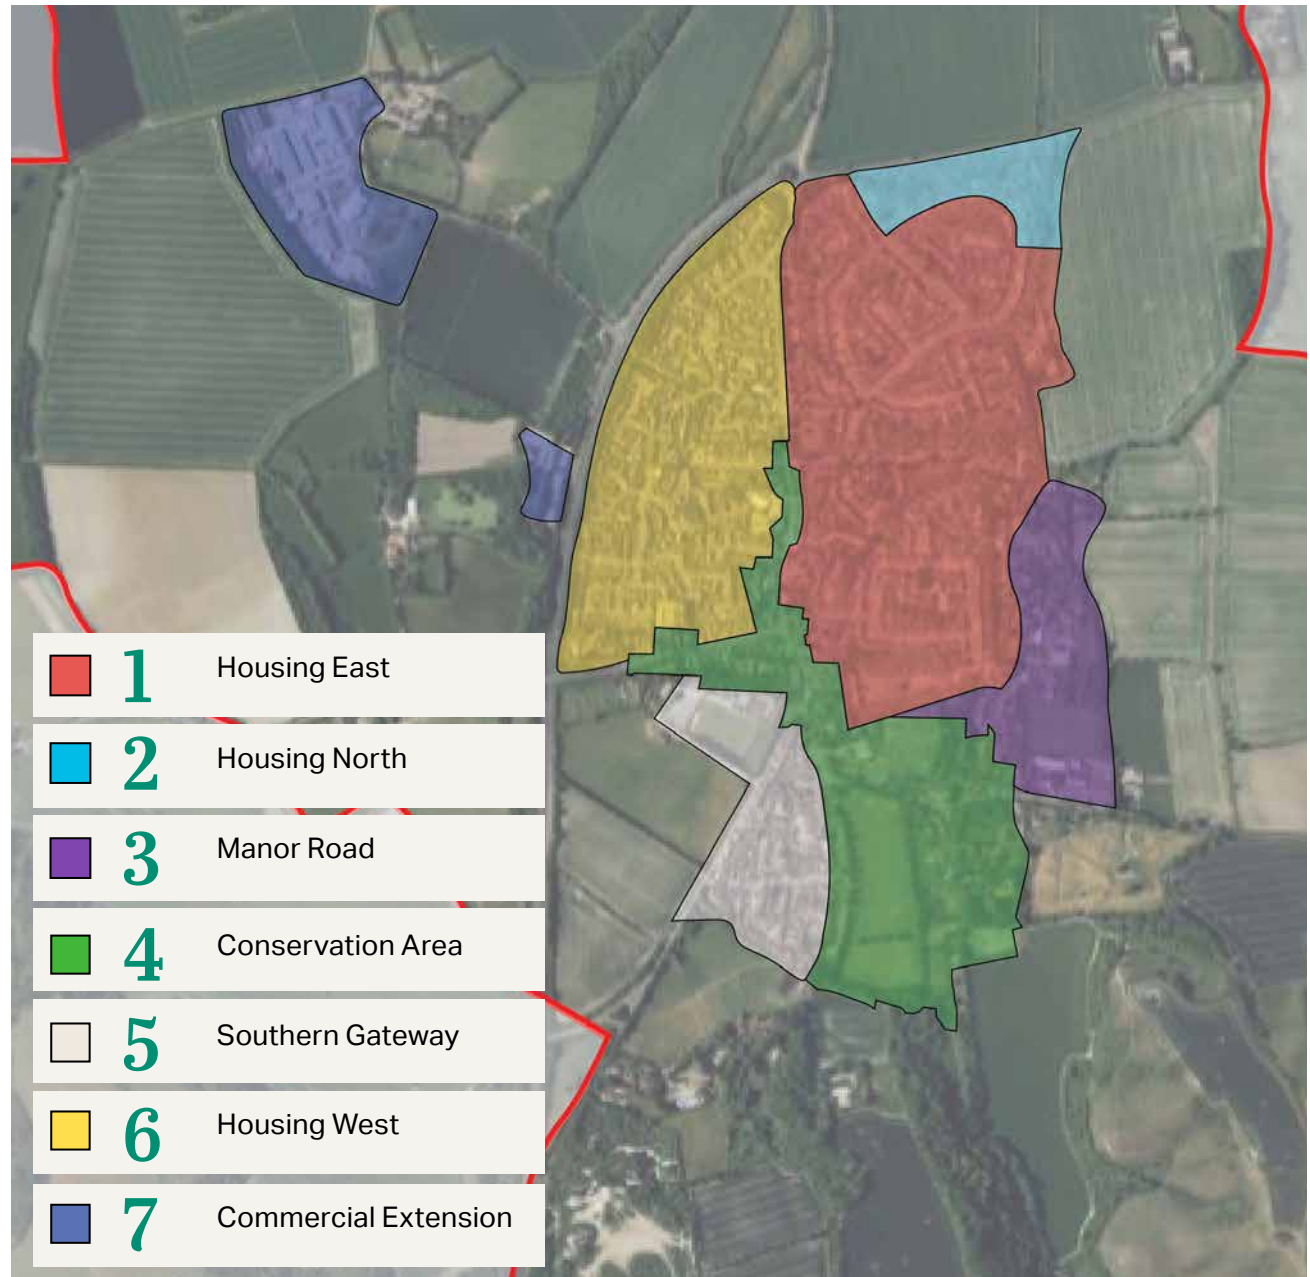 1 Housing East
2 Housing North
3 Manor Road
4 Conservation Area
5 Southern Gateway
6 Housing West
7 Commercial Extension